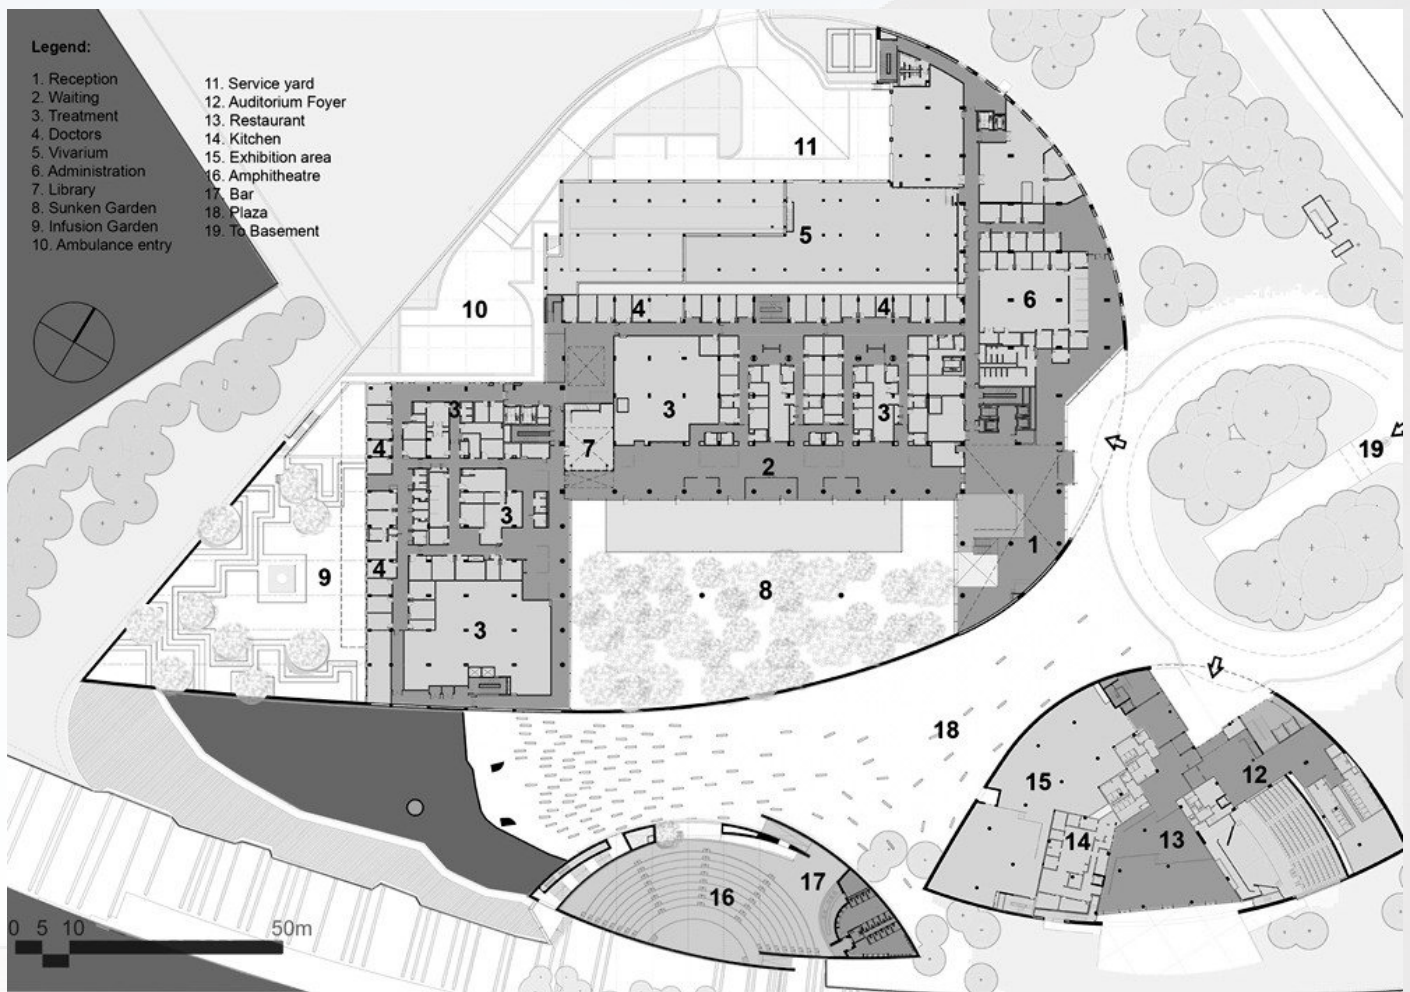 Legend:
1. Reception
2. Waiting
3. Treatment
4. Doctors
5. Vivarium
6. Administration
7. Library
8. Sunken Garden
9. Infusion Garden
10. Ambulance entry
11. Service yard
12. Auditorium Foyer
13. Restaurant
14. Kitchen
15. Exhibition area
16. Amphitheatre
17. Bar
18. Plaza
19. To Basement
11
5
10
4
4
6
3
3
3
7
4
2
19
3
1
9
4
8
3
18
15
12
14
13
17
16
0 5 10 50m